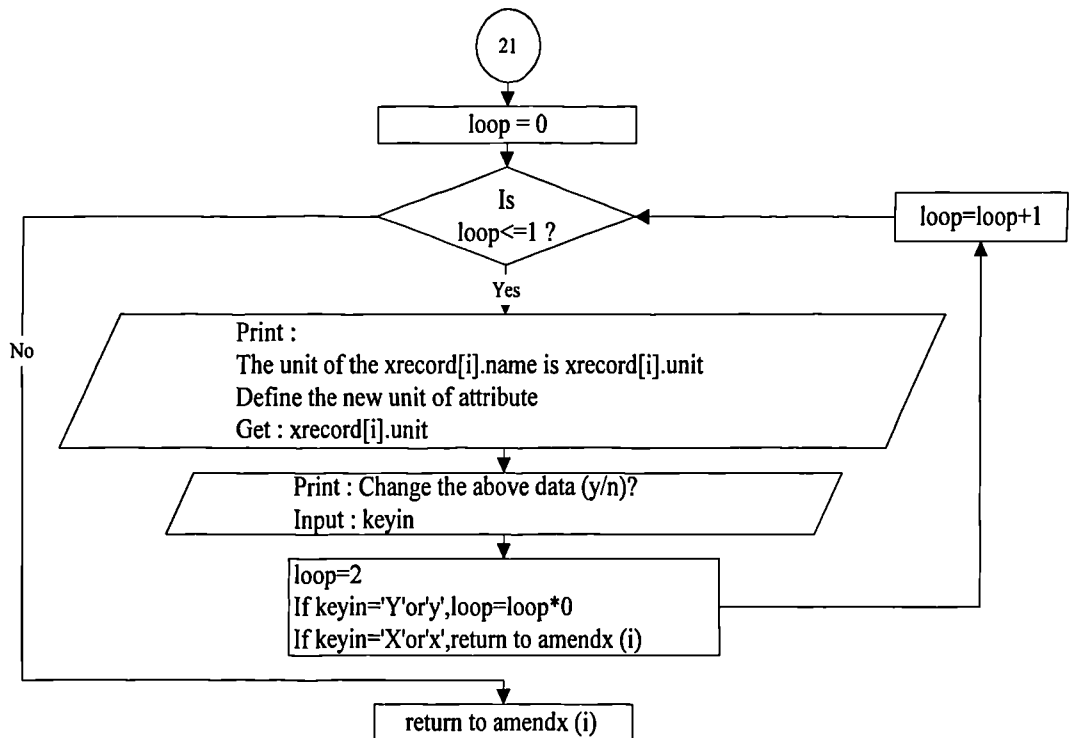 21
loop = 0
Is
loop<=1 ?
loop=loop+1
Yes
No
Print :
The unit of the xrecord[i].name is xrecord[i].unit
Define the new unit of attribute
Get : xrecord[i].unit
Print : Change the above data (y/n)?
Input : keyin
loop=2
If keyin='Y'or'y',loop=loop*0
If keyin='X'or'x',return to amendx (i)
return to amendx (i)